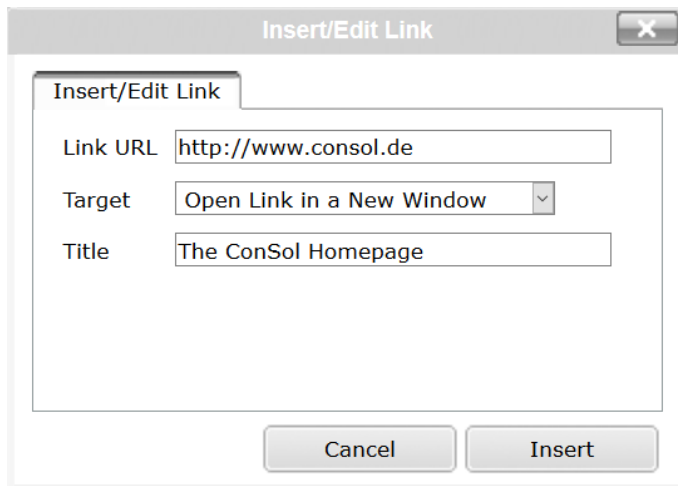 Insert/Edit Link
Insert/Edit Link
Link URL http://www.consol.de
Target Open Link in a New Window
Title The ConSol Homepage
Cancel Insert